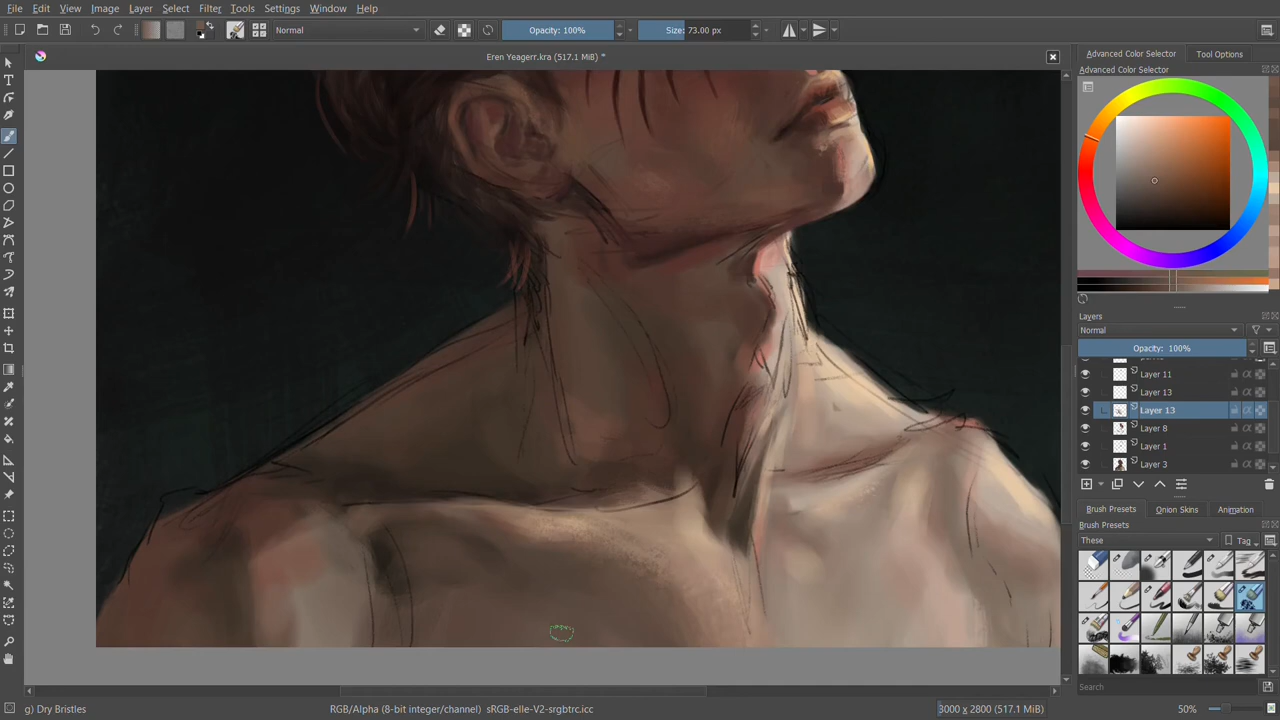 File Edit View Image Layer Select Filter Tools Settings Window Help
Normal Opacity: 100% Size: 73.00 px
Eren Yeagerr.kra (517.1 MiB) *
Advanced Color Selector Tool Options
Advanced Color Selector
Layers
Normal
Opacity: 100%
Layer 11
Layer 13
Layer 13
Layer 8
Layer 1
Layer 3
Brush Presets Onion Skins Animation
Brush Presets
These Tag
Search
g) Dry Bristles RGB/Alpha (8-bit integer/channel) sRGB-elle-V2-srgbtrc.icc 3000 x 2800 (517.1 MiB) 50%